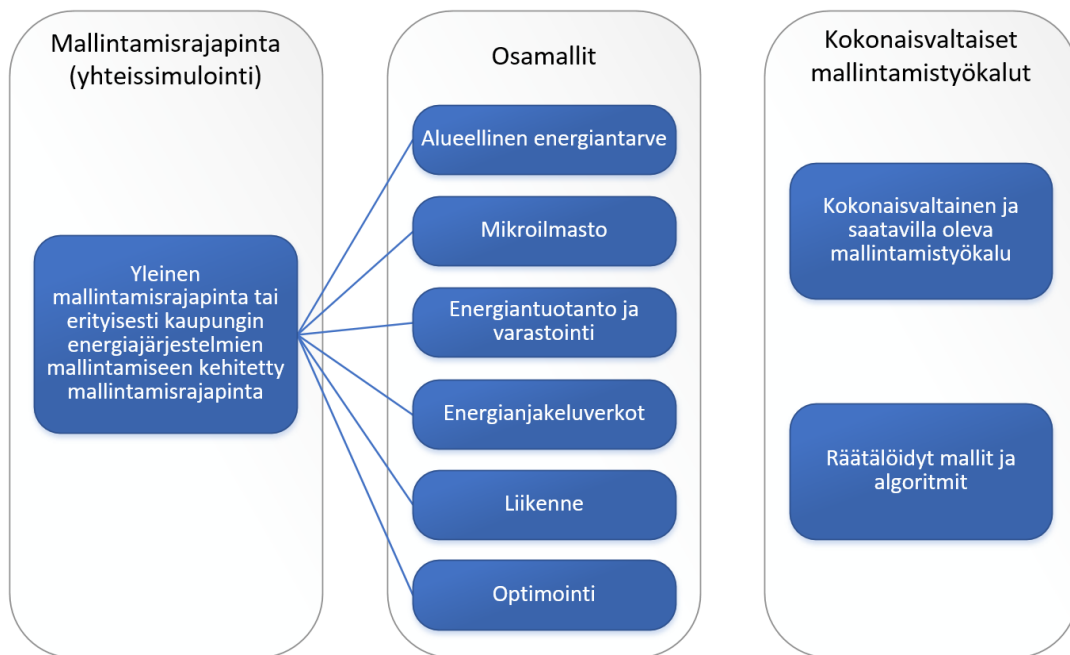 Mallintamisrajapinta
(yhteissimulointi)
Yleinen
mallintamisrajapinta tai
erityisesti kaupungin
energiajärjestelmien
mallintamiseen kehitetty
mallintamisrajapinta
Osamallit
Alueellinen energiantarve
Mikroilmasto
Energiantuotanto ja
varastointi
Energianjakeluverkot
Liikenne
Optimointi
Kokonaisvaltaiset
mallintamistyökalut
Kokonaisvaltainen ja
saatavilla oleva
mallintamistyökalu
Räätälöidyt mallit ja
algoritmit